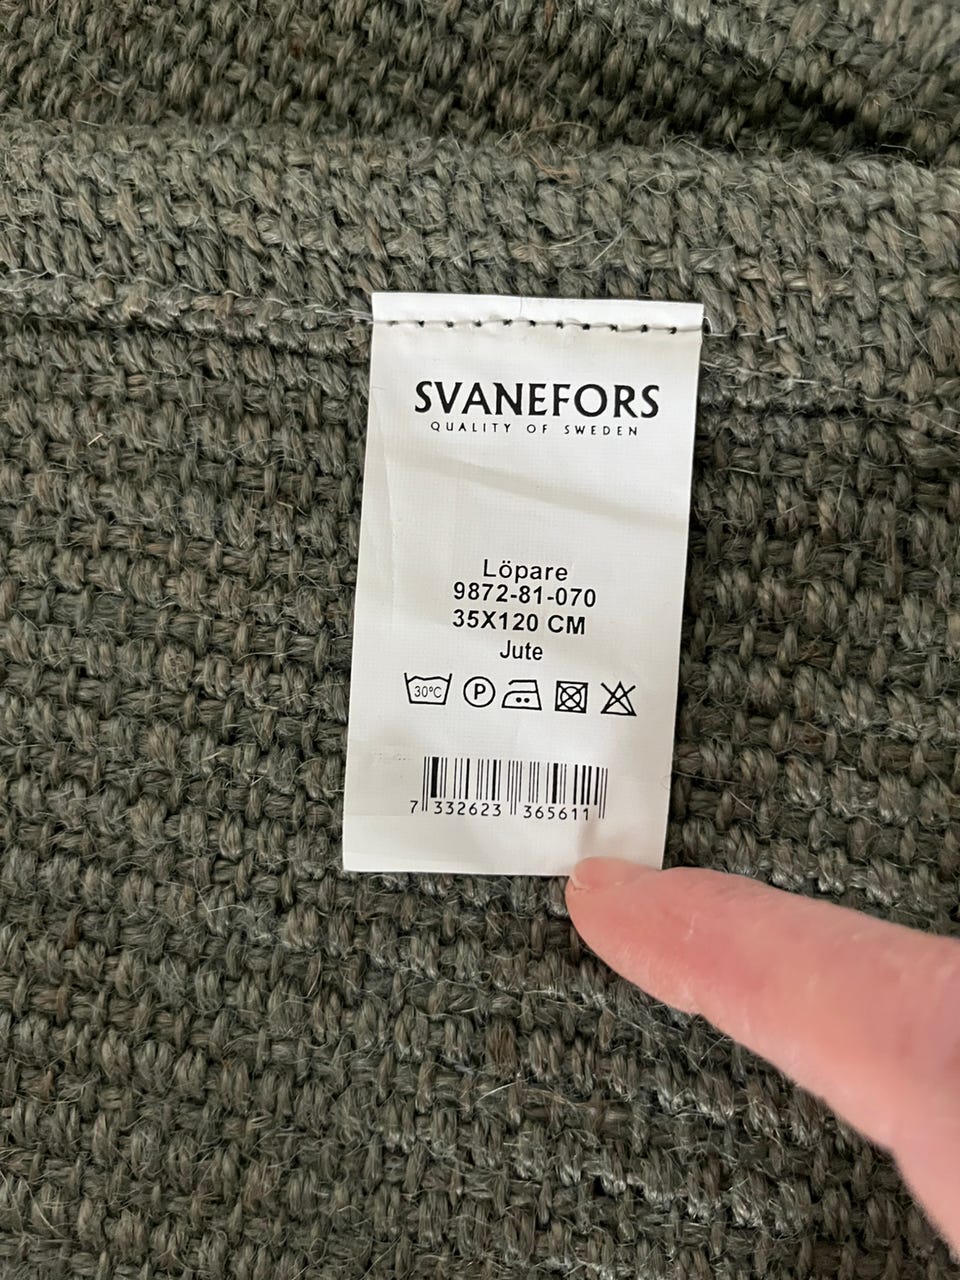 SVANEFORS
QUALITY OF SWEDEN
Löpare
9872-81-070
35X120 CM
Jute
30°C P
7 332623 365611